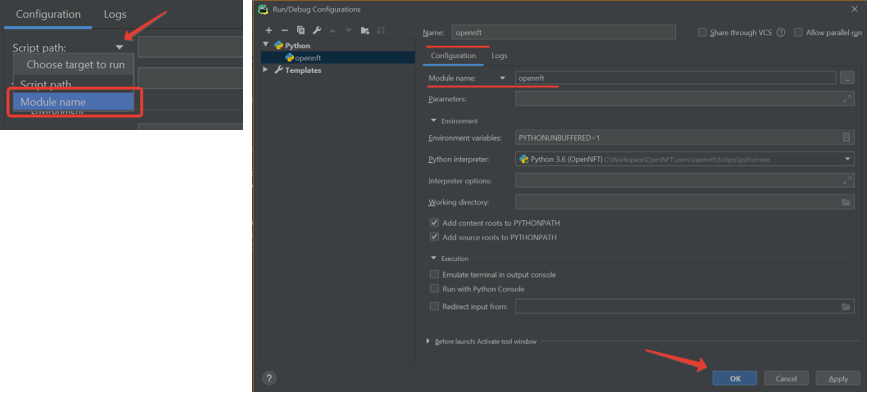 Configuration Logs
Script path:
Choose target to run
Script path
Module name
Environment
Run/Debug Configurations
Name: opennft Share through VCS Allow parallel run
Python
opennft
Templates
Configuration Logs
Module name: opennft ...
Parameters:
Environment
Environment variables: PYTHONUNBUFFERED=1
Python interpreter: Python 3.6 (OpenNFT) C:\Workspace\OpenNFT\.venv\opennft\Scripts\python.exe
Interpreter options:
Working directory:
Add content roots to PYTHONPATH
Add source roots to PYTHONPATH
Execution
Emulate terminal in output console
Run with Python Console
Redirect input from:
Before launch: Activate tool window
? OK Cancel Apply